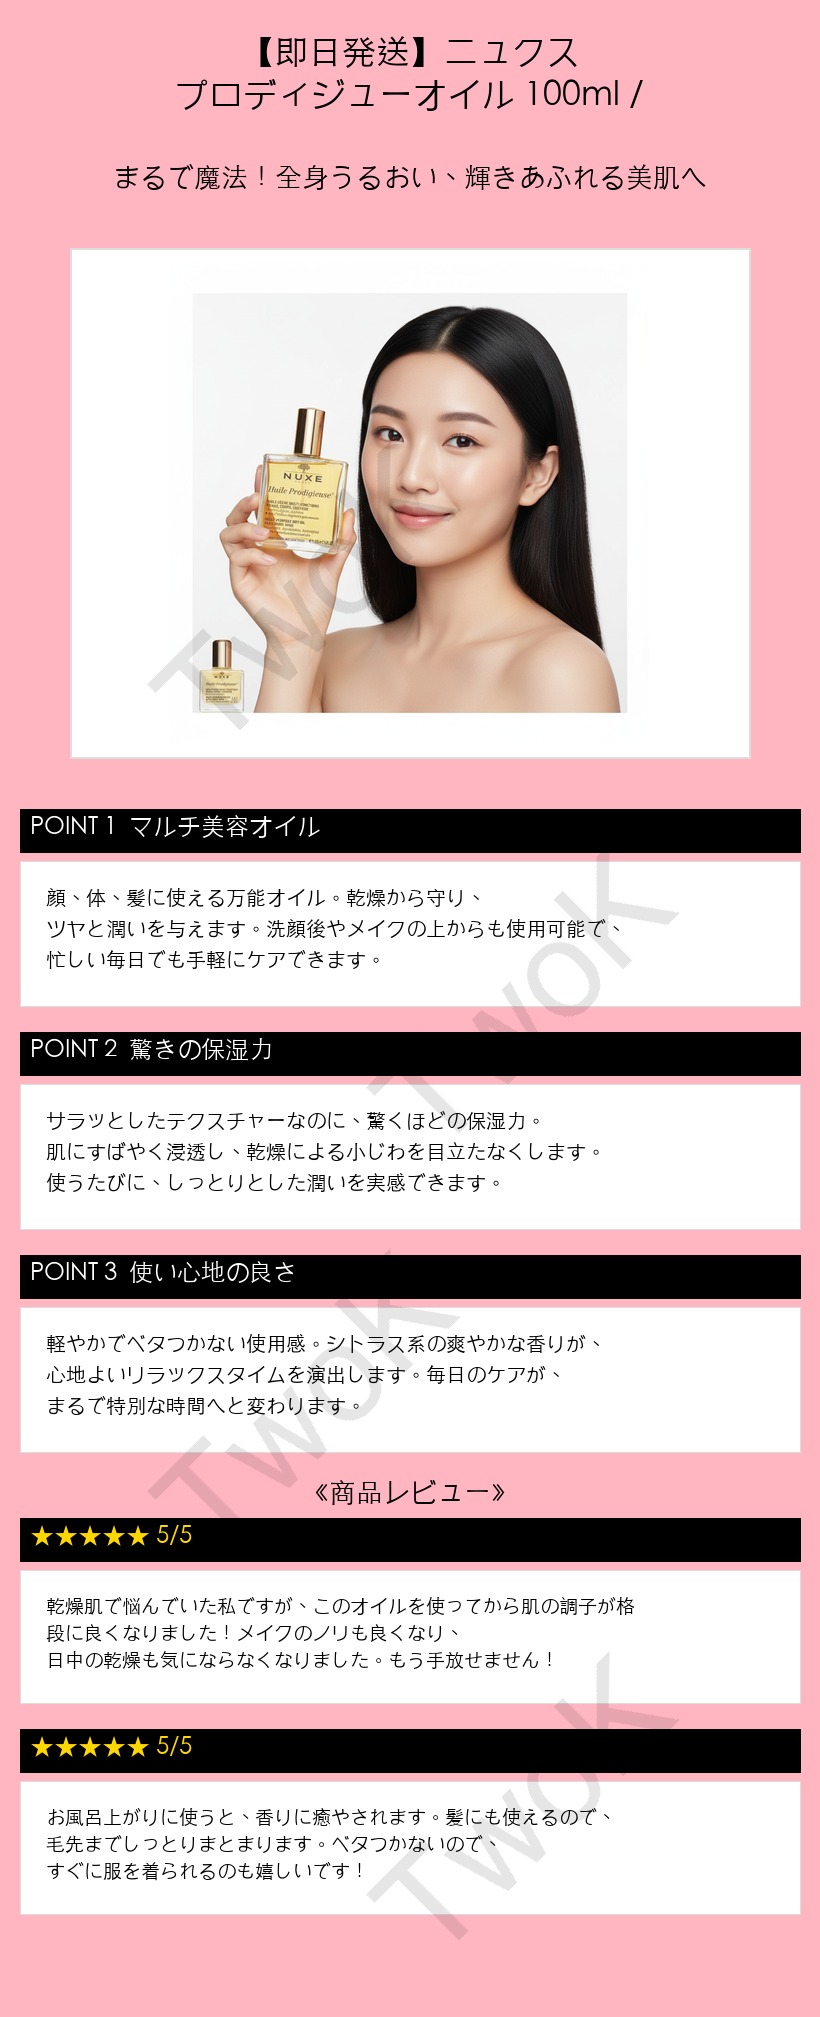 【即日発送】ニュクス
プロディジューオイル 100ml /
まるで魔法！全身うるおい、輝きあふれる美肌へ
NUXE
Huile Prodigieuse
NUXE
Huile Prodigieuse
TwoK
POINT 1 マルチ美容オイル
顔、体、髪に使える万能オイル。乾燥から守り、
ツヤと潤いを与えます。洗顔後やメイクの上からも使用可能で、
忙しい毎日でも手軽にケアできます。
TwoK
POINT 2 驚きの保湿力
サラッとしたテクスチャーなのに、驚くほどの保湿力。
肌にすばやく浸透し、乾燥による小じわを目立たなくします。
使うたびに、しっとりとした潤いを実感できます。
POINT 3 使い心地の良さ
軽やかでベタつかない使用感。シトラス系の爽やかな香りが、
心地よいリラックスタイムを演出します。毎日のケアが、
まるで特別な時間へと変わります。
TwoK
《商品レビュー》
★★★★★ 5/5
乾燥肌で悩んでいた私ですが、このオイルを使ってから肌の調子が格
段に良くなりました！メイクのノリも良くなり、
日中の乾燥も気にならなくなりました。もう手放せません！
★★★★★ 5/5
お風呂上がりに使うと、香りに癒やされます。髪にも使えるので、
毛先までしっとりまとまります。ベタつかないので、
すぐに服を着られるのも嬉しいです！
TwoK